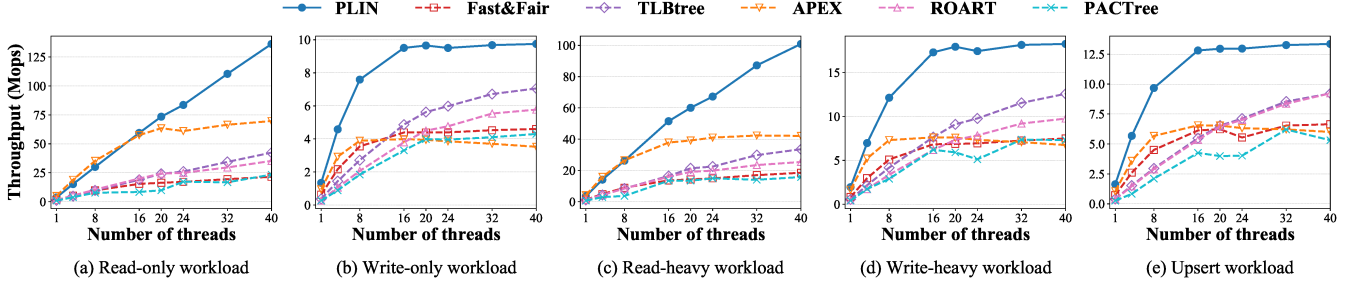 PLIN Fast&Fair TLBtree APEX ROART PACTree
Throughput (Mops)
125
100
75
50
25
0
1 8 16 20 24 32 40
Number of threads
(a) Read-only workload
10
8
6
4
2
0
1 8 16 20 24 32 40
Number of threads
(b) Write-only workload
100
80
60
40
20
0
1 8 16 20 24 32 40
Number of threads
(c) Read-heavy workload
15
10
5
0
1 8 16 20 24 32 40
Number of threads
(d) Write-heavy workload
12.5
10.0
7.5
5.0
2.5
0.0
1 8 16 20 24 32 40
Number of threads
(e) Upsert workload